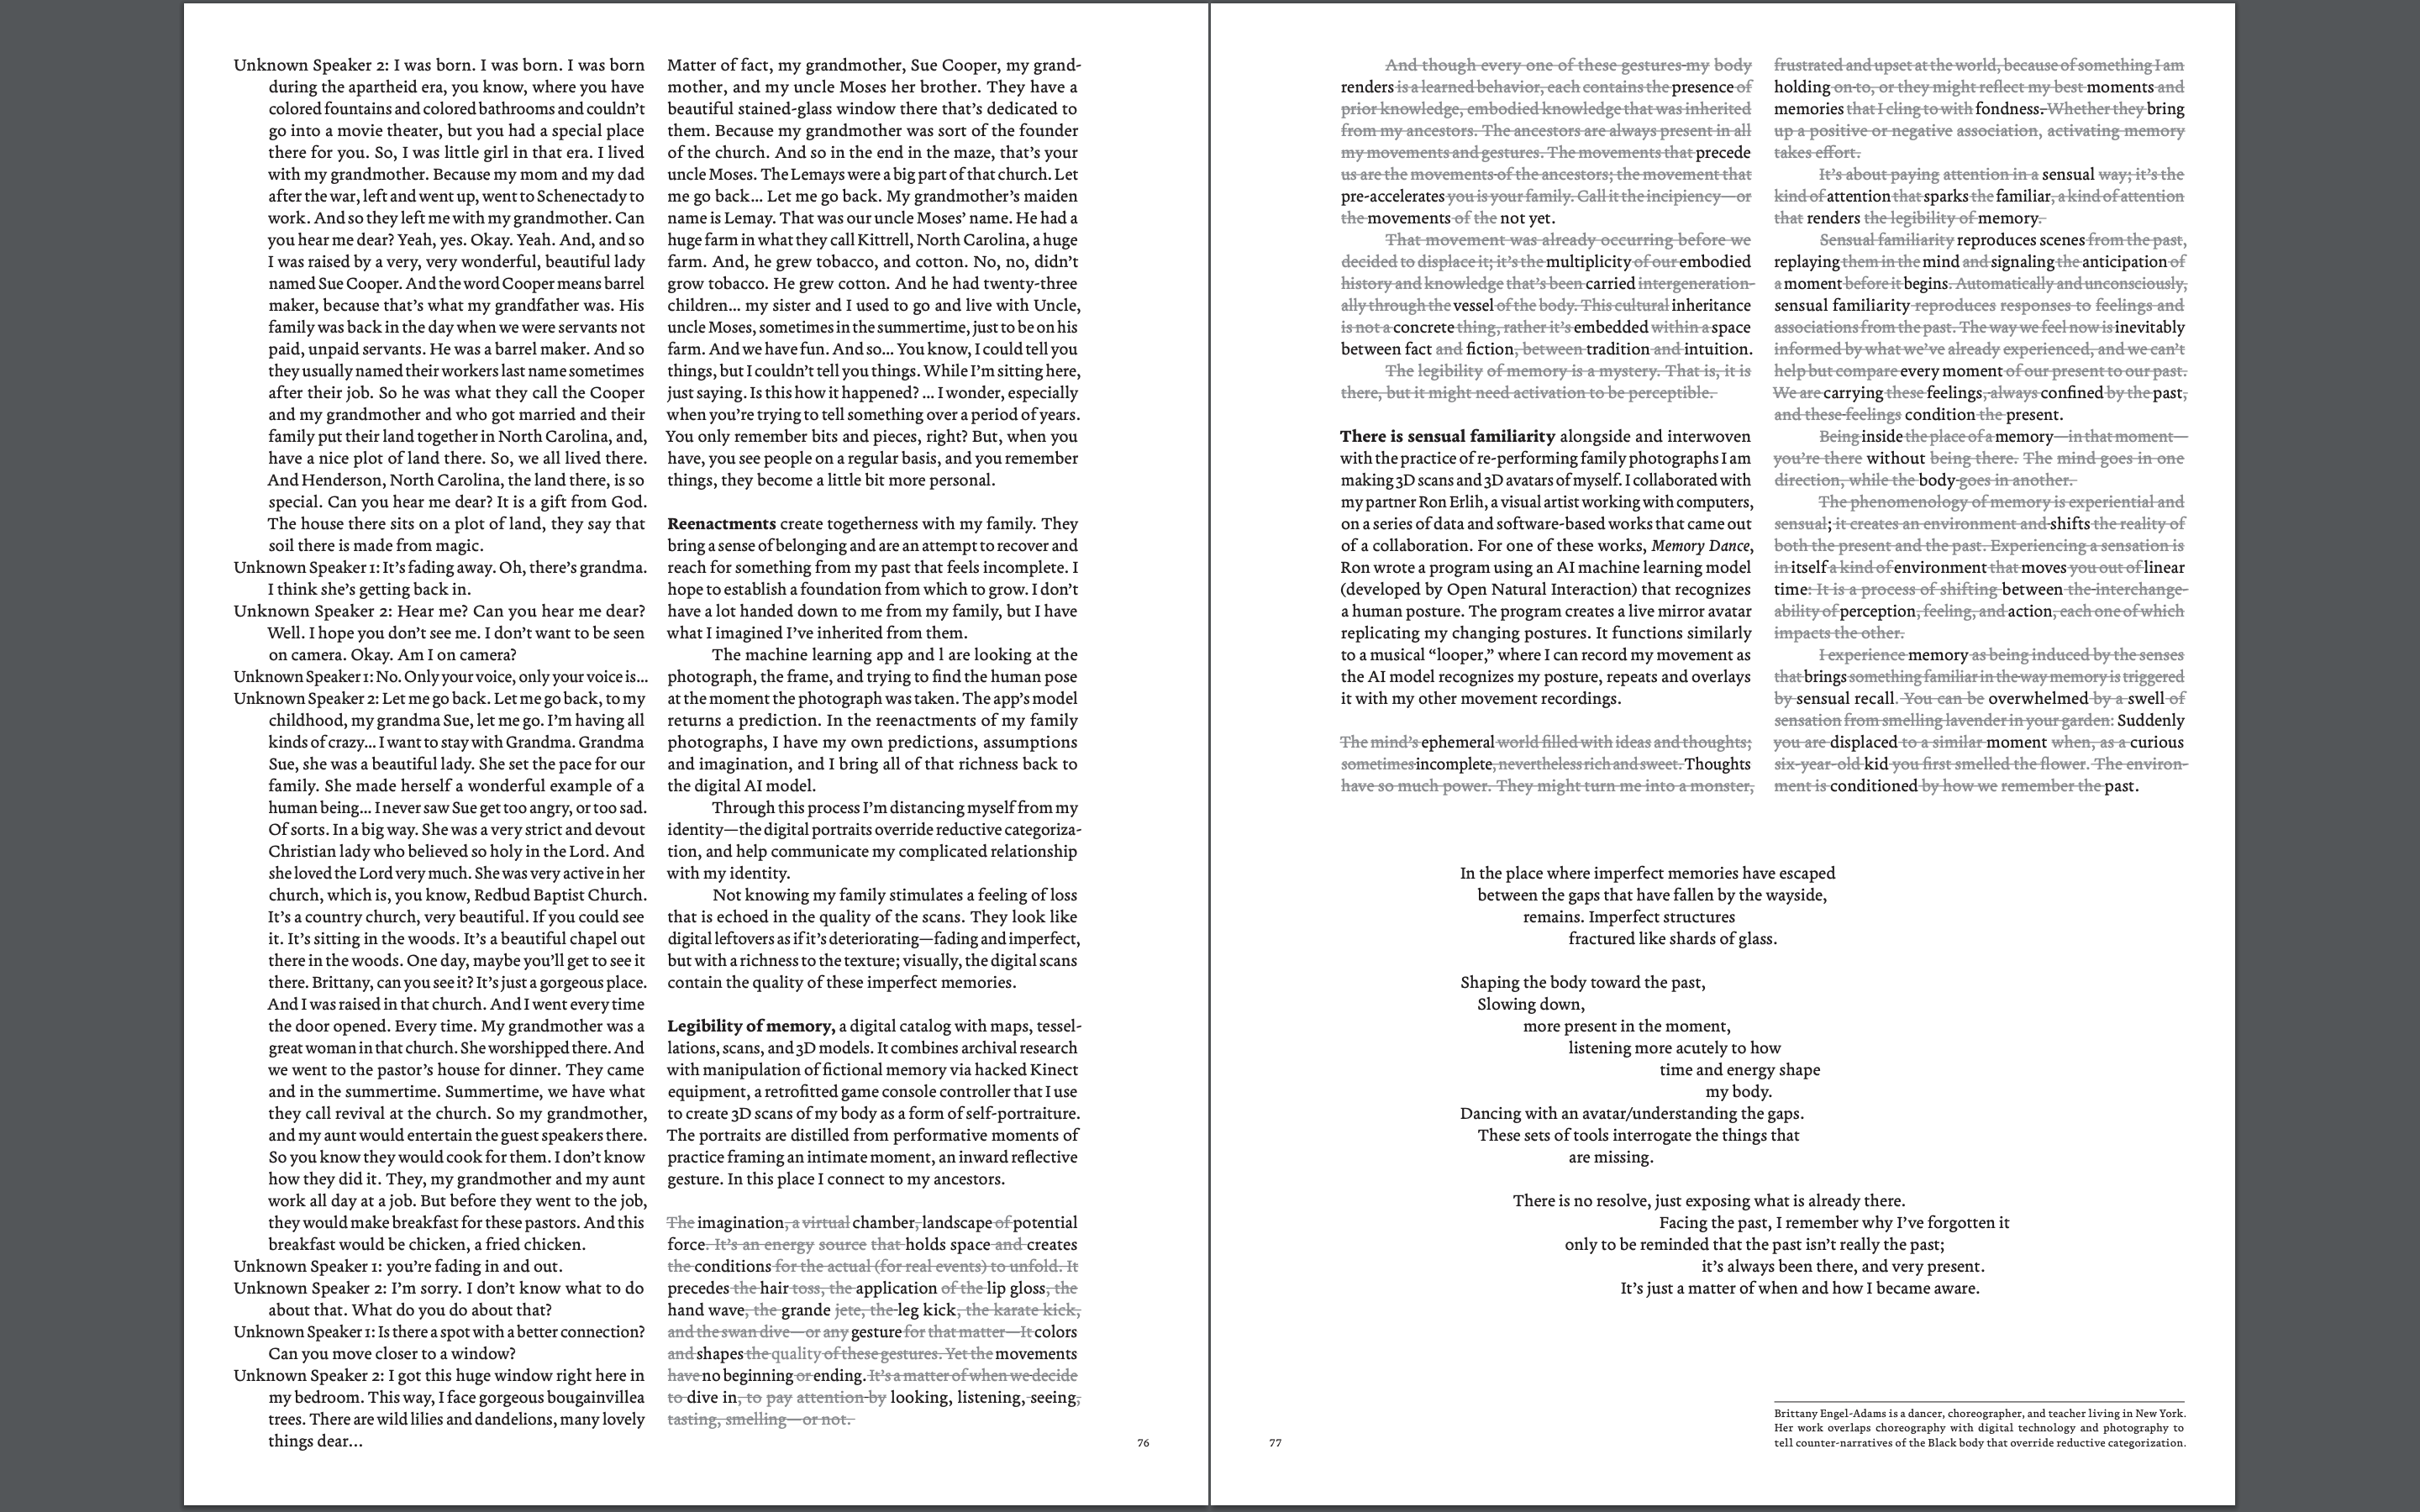 Unknown Speaker 2: I was born. I was born. I was born
during the apartheid era, you know, where you have
colored fountains and colored bathrooms and couldn’t
go into a movie theater, but you had a special place
there for you. So, I was little girl in that era. I lived
with my grandmother. Because my mom and my dad
after the war, left and went up, went to Schenectady to
work. And so they left me with my grandmother. Can
you hear me dear? Yeah, yes. Okay. Yeah. And, and so
I was raised by a very, very wonderful, beautiful lady
named Sue Cooper. And the word Cooper means barrel
maker, because that’s what my grandfather was. His
family was back in the day when we were servants not
paid, unpaid servants. He was a barrel maker. And so
they usually named their workers last name sometimes
after their job. So he was what they call the Cooper
and my grandmother and who got married and their
family put their land together in North Carolina, and,
have a nice plot of land there. So, we all lived there.
And Henderson, North Carolina, the land there, is so
special. Can you hear me dear? It is a gift from God.
The house there sits on a plot of land, they say that
soil there is made from magic.
Unknown Speaker 1: It’s fading away. Oh, there’s grandma.
I think she’s getting back in.
Unknown Speaker 2: Hear me? Can you hear me dear?
Well. I hope you don’t see me. I don’t want to be seen
on camera. Okay. Am I on camera?
Unknown Speaker 1: No. Only your voice, only your voice is…
Unknown Speaker 2: Let me go back. Let me go back, to my
childhood, my grandma Sue, let me go. I’m having all
kinds of crazy… I want to stay with Grandma. Grandma
Sue, she was a beautiful lady. She set the pace for our
family. She made herself a wonderful example of a
human being… I never saw Sue get too angry, or too sad.
Of sorts. In a big way. She was a very strict and devout
Christian lady who believed so holy in the Lord. And
she loved the Lord very much. She was very active in her
church, which is, you know, Redbud Baptist Church.
It’s a country church, very beautiful. If you could see
it. It’s sitting in the woods. It’s a beautiful chapel out
there in the woods. One day, maybe you’ll get to see it
there. Brittany, can you see it? It’s just a gorgeous place.
And I was raised in that church. And I went every time
the door opened. Every time. My grandmother was a
great woman in that church. She worshipped there. And
we went to the pastor’s house for dinner. They came
and in the summertime. Summertime, we have what
they call revival at the church. So my grandmother,
and my aunt would entertain the guest speakers there.
So you know they would cook for them. I don’t know
how they did it. They, my grandmother and my aunt
work all day at a job. But before they went to the job,
they would make breakfast for these pastors. And this
breakfast would be chicken, a fried chicken.
Unknown Speaker 1: you’re fading in and out.
Unknown Speaker 2: I’m sorry. I don’t know what to do
about that. What do you do about that?
Unknown Speaker 1: Is there a spot with a better connection?
Can you move closer to a window?
Unknown Speaker 2: I got this huge window right here in
my bedroom. This way, I face gorgeous bougainvillea
trees. There are wild lilies and dandelions, many lovely
things dear…
Matter of fact, my grandmother, Sue Cooper, my grand-
mother, and my uncle Moses her brother. They have a
beautiful stained-glass window there that’s dedicated to
them. Because my grandmother was sort of the founder
of the church. And so in the end in the maze, that’s your
uncle Moses. The Lemays were a big part of that church. Let
me go back… Let me go back. My grandmother’s maiden
name is Lemay. That was our uncle Moses’ name. He had a
huge farm in what they call Kittrell, North Carolina, a huge
farm. And, he grew tobacco, and cotton. No, no, didn’t
grow tobacco. He grew cotton. And he had twenty-three
children… my sister and I used to go and live with Uncle,
uncle Moses, sometimes in the summertime, just to be on his
farm. And we have fun. And so… You know, I could tell you
things, but I couldn’t tell you things. While I’m sitting here,
just saying. Is this how it happened? … I wonder, especially
when you’re trying to tell something over a period of years.
You only remember bits and pieces, right? But, when you
have, you see people on a regular basis, and you remember
things, they become a little bit more personal.
Reenactments create togetherness with my family. They
bring a sense of belonging and are an attempt to recover and
reach for something from my past that feels incomplete. I
hope to establish a foundation from which to grow. I don’t
have a lot handed down to me from my family, but I have
what I imagined I’ve inherited from them.
The machine learning app and l are looking at the
photograph, the frame, and trying to find the human pose
at the moment the photograph was taken. The app’s model
returns a prediction. In the reenactments of my family
photographs, I have my own predictions, assumptions
and imagination, and I bring all of that richness back to
the digital AI model.
Through this process I’m distancing myself from my
identity—the digital portraits override reductive categoriza-
tion, and help communicate my complicated relationship
with my identity.
Not knowing my family stimulates a feeling of loss
that is echoed in the quality of the scans. They look like
digital leftovers as if it’s deteriorating—fading and imperfect,
but with a richness to the texture; visually, the digital scans
contain the quality of these imperfect memories.
Legibility of memory, a digital catalog with maps, tessel-
lations, scans, and 3D models. It combines archival research
with manipulation of fictional memory via hacked Kinect
equipment, a retrofitted game console controller that I use
to create 3D scans of my body as a form of self-portraiture.
The portraits are distilled from performative moments of
practice framing an intimate moment, an inward reflective
gesture. In this place I connect to my ancestors.
The imagination, a virtual chamber, landscape of potential
force. It’s an energy source that holds space and creates
the conditions for the actual (for real events) to unfold. It
precedes the hair toss, the application of the lip gloss, the
hand wave, the grande jete, the leg kick, the karate kick,
and the swan dive—or any gesture for that matter—It colors
and shapes the quality of these gestures. Yet the movements
have no beginning or ending. It’s a matter of when we decide
to dive in, to pay attention by looking, listening, seeing,
tasting, smelling—or not.
76
And though every one of these gestures my body
renders is a learned behavior, each contains the presence of
prior knowledge, embodied knowledge that was inherited
from my ancestors. The ancestors are always present in all
my movements and gestures. The movements that precede
us are the movements of the ancestors; the movement that
pre-accelerates you is your family. Call it the incipiency—or
the movements of the not yet.
That movement was already occurring before we
decided to displace it; it’s the multiplicity of our embodied
history and knowledge that’s been carried intergeneration-
ally through the vessel of the body. This cultural inheritance
is not a concrete thing, rather it’s embedded within a space
between fact and fiction, between tradition and intuition.
The legibility of memory is a mystery. That is, it is
there, but it might need activation to be perceptible.
There is sensual familiarity alongside and interwoven
with the practice of re-performing family photographs I am
making 3D scans and 3D avatars of myself. I collaborated with
my partner Ron Erlih, a visual artist working with computers,
on a series of data and software-based works that came out
of a collaboration. For one of these works, Memory Dance,
Ron wrote a program using an AI machine learning model
(developed by Open Natural Interaction) that recognizes
a human posture. The program creates a live mirror avatar
replicating my changing postures. It functions similarly
to a musical “looper,” where I can record my movement as
the AI model recognizes my posture, repeats and overlays
it with my other movement recordings.
The mind’s ephemeral world filled with ideas and thoughts;
sometimes incomplete, nevertheless rich and sweet. Thoughts
have so much power. They might turn me into a monster,
frustrated and upset at the world, because of something I am
holding on to, or they might reflect my best moments and
memories that I cling to with fondness. Whether they bring
up a positive or negative association, activating memory
takes effort.
It’s about paying attention in a sensual way; it’s the
kind of attention that sparks the familiar, a kind of attention
that renders the legibility of memory.
Sensual familiarity reproduces scenes from the past,
replaying them in the mind and signaling the anticipation of
a moment before it begins. Automatically and unconsciously,
sensual familiarity reproduces responses to feelings and
associations from the past. The way we feel now is inevitably
informed by what we’ve already experienced, and we can’t
help but compare every moment of our present to our past.
We are carrying these feelings, always confined by the past,
and these feelings condition the present.
Being inside the place of a memory—in that moment—
you’re there without being there. The mind goes in one
direction, while the body goes in another.
The phenomenology of memory is experiential and
sensual; it creates an environment and shifts the reality of
both the present and the past. Experiencing a sensation is
in itself a kind of environment that moves you out of linear
time: It is a process of shifting between the interchange-
ability of perception, feeling, and action, each one of which
impacts the other.
I experience memory as being induced by the senses
that brings something familiar in the way memory is triggered
by sensual recall. You can be overwhelmed by a swell of
sensation from smelling lavender in your garden: Suddenly
you are displaced to a similar moment when, as a curious
six-year-old kid you first smelled the flower. The environ-
ment is conditioned by how we remember the past.
In the place where imperfect memories have escaped
between the gaps that have fallen by the wayside,
remains. Imperfect structures
fractured like shards of glass.
Shaping the body toward the past,
Slowing down,
more present in the moment,
listening more acutely to how
time and energy shape
my body.
Dancing with an avatar/understanding the gaps.
These sets of tools interrogate the things that
are missing.
There is no resolve, just exposing what is already there.
Facing the past, I remember why I’ve forgotten it
only to be reminded that the past isn’t really the past;
it’s always been there, and very present.
It’s just a matter of when and how I became aware.
Brittany Engel-Adams is a dancer, choreographer, and teacher living in New York.
Her work overlaps choreography with digital technology and photography to
tell counter-narratives of the Black body that override reductive categorization.
77